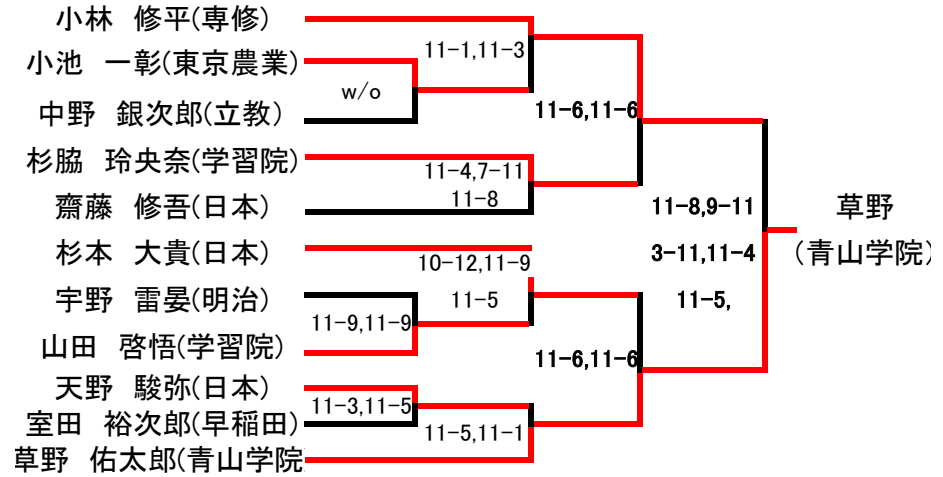 小林 修平(専修)
小池 一彰(東京農業)
中野 銀次郎(立教)
杉脇 玲央奈(学習院)
齋藤 修吾(日本)
杉本 大貴(日本)
宇野 雷晏(明治)
山田 啓悟(学習院)
天野 駿弥(日本)
室田 裕次郎(早稲田)
草野 佑太郎(青山学院
w/o
11-9,11-9
11-3,11-5
11-1,11-3
11-4,7-11
11-8
10-12,11-9
11-5
11-5,11-1
11-6,11-6
11-6,11-6
11-8,9-11
3-11,11-4
11-5,
草野
(青山学院)